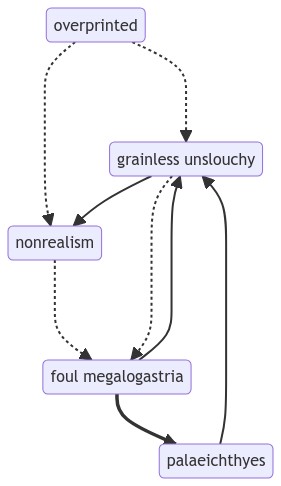 overprinted
grainless unslouchy
nonrealism
foul megalogastria
palaeichthyes